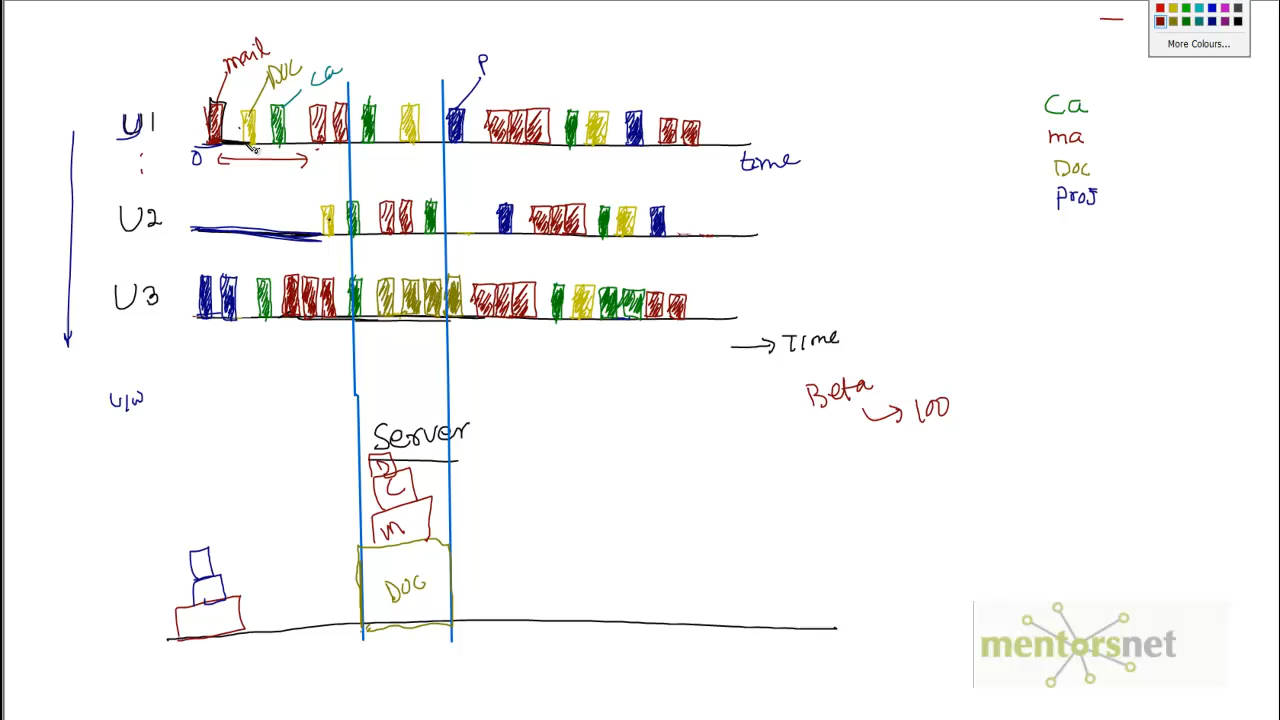 More Colours...
mail
DOC
Ca
P
U1
0
time
U2
U3
Time
Ca
ma
DOC
Proj
Beta
100
Server
D
C
M
DOC
mentorsnet